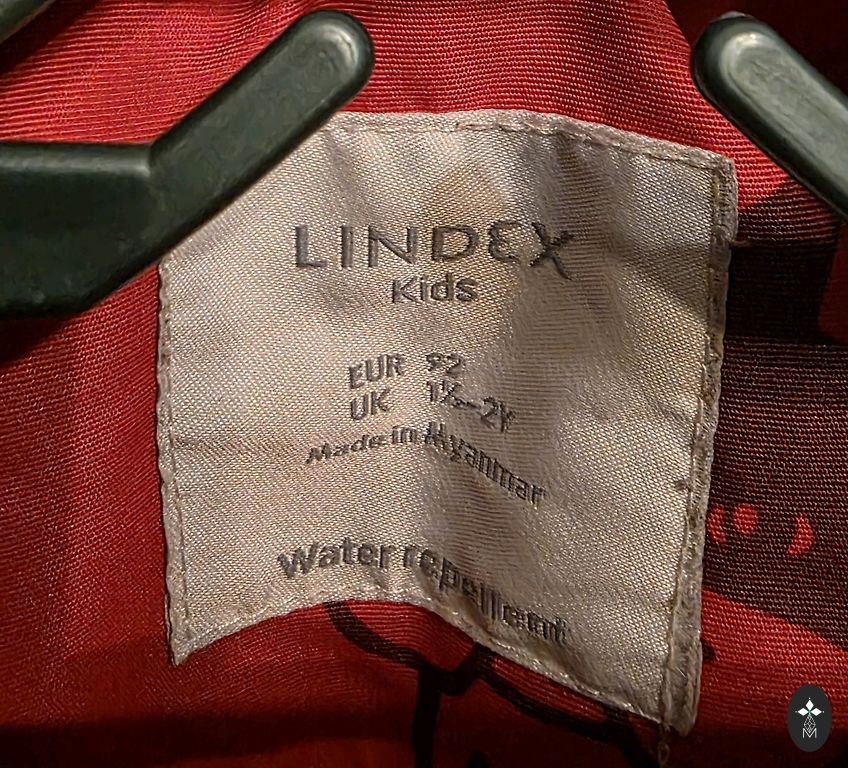 LINDEX
Kids
EUR 92
UK 1½-2Y
Made in Myanmar
Water repellent
M